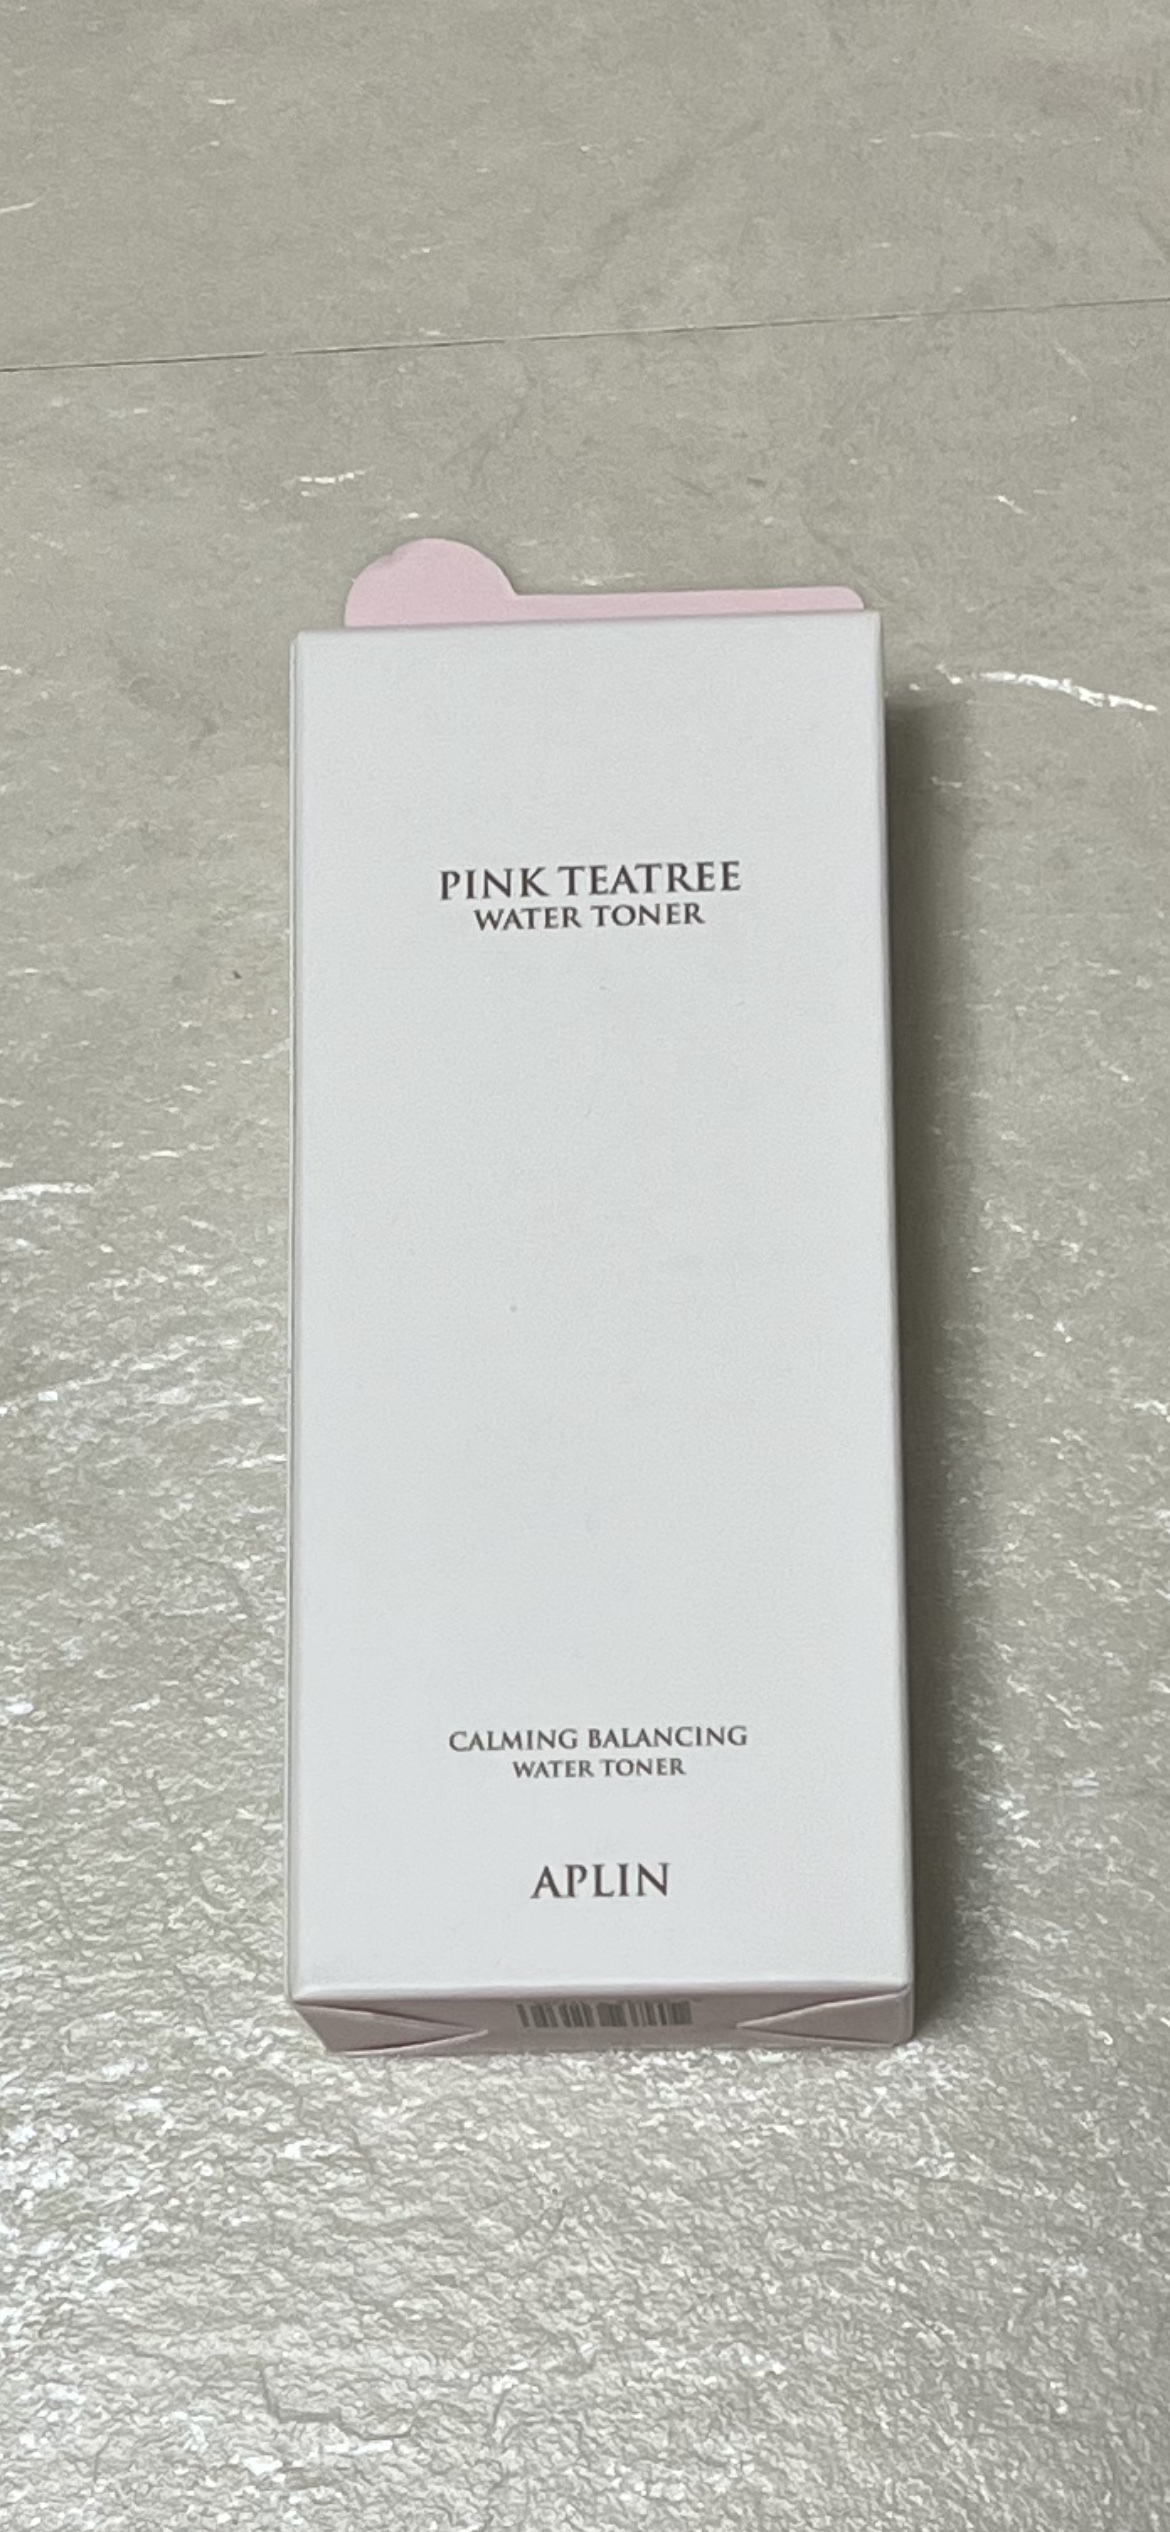 PINK TEATREE
WATER TONER
CALMING BALANCING
WATER TONER
APLIN